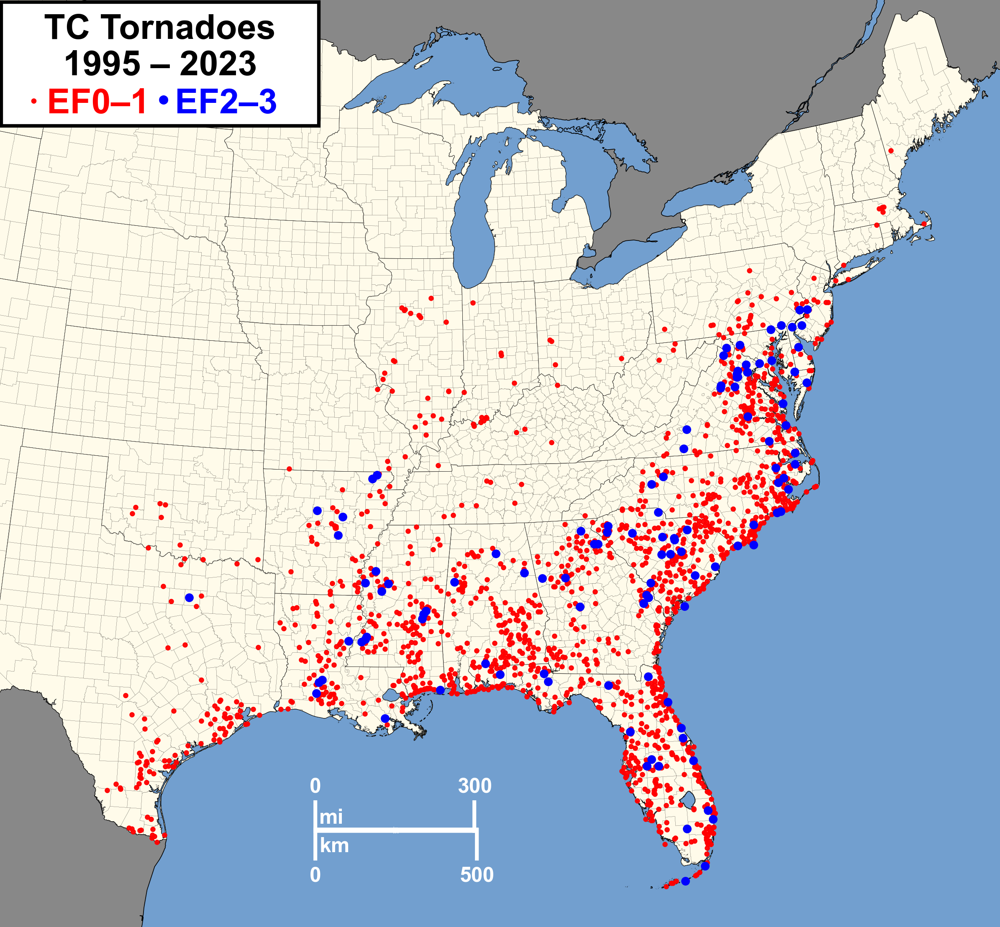 TC Tornadoes
1995 – 2023
EF0–1 EF2–3
0 300
mi
km
0 500